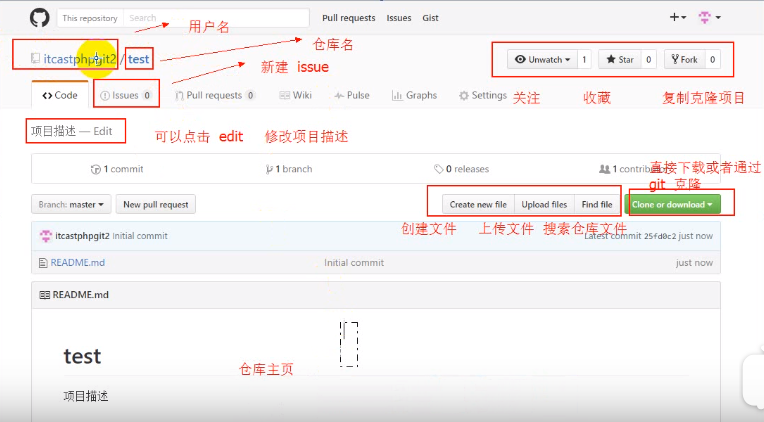 This repository Search Pull requests Issues Gist
用户名
itcastphpgit2 / test
仓库名
Unwatch 1 Star 0 Fork 0
新建 issue
Code Issues 0 Pull requests 0 Wiki Pulse Graphs Settings
关注 收藏 复制克隆项目
项目描述 — Edit
可以点击 edit 修改项目描述
1 commit 1 branch 0 releases 1 contributor
直接下载或者通过
git 克隆
Branch: master New pull request Create new file Upload files Find file Clone or download
创建文件 上传文件 搜索仓库文件
itcastphpgit2 Initial commit Latest commit 25fd0c2 just now
README.md Initial commit just now
README.md
test
仓库主页
项目描述